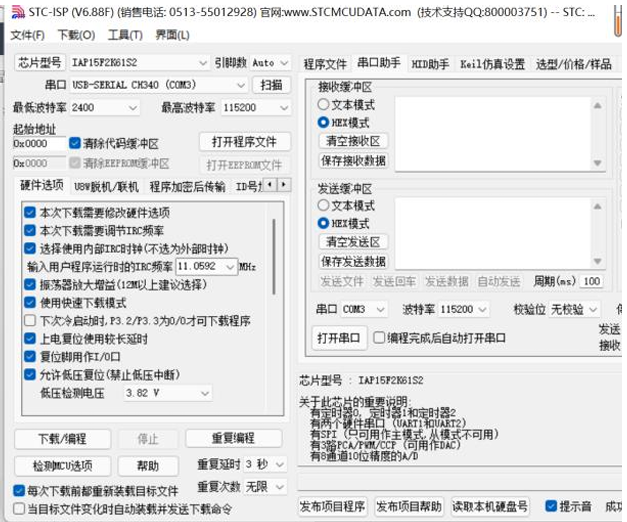 STC-ISP (V6.88F) (销售电话: 0513-55012928) 官网:www.STCMCUDATA.com (技术支持QQ:800003751) -- STC: ...
文件(F) 下载(O) 工具(T) 界面(L)
芯片型号 IAP15F2K61S2 引脚数 Auto
串口 USB-SERIAL CH340 (COM3) 扫描
最低波特率 2400 最高波特率 115200
起始地址
0x0000 清除代码缓冲区 打开程序文件
0x0000 清除EEPROM缓冲区 打开EEPROM文件
硬件选项 U8W脱机/联机 程序加密后传输 ID号
本次下载需要修改硬件选项
本次下载需要调节IRC频率
选择使用内部IRC时钟(不选为外部时钟)
输入用户程序运行时的IRC频率 11.0592 MHz
振荡器放大增益(12M以上建议选择)
使用快速下载模式
下次冷启动时,P3.2/P3.3为0/0才可下载程序
上电复位使用较长延时
复位脚用作I/O口
允许低压复位(禁止低压中断)
低压检测电压 3.82 V
下载/编程 停止 重复编程
检测MCU选项 帮助 重复延时 3 秒
每次下载前都重新装载目标文件 重复次数 无限
当目标文件变化时自动装载并发送下载命令
程序文件 串口助手 HID助手 Keil仿真设置 选型/价格/样品
接收缓冲区
文本模式
HEX模式
清空接收区
保存接收数据
发送缓冲区
文本模式
HEX模式
清空发送区
保存发送数据
发送文件 发送回车 发送数据 自动发送 周期(ms) 100
串口 COM3 波特率 115200 校验位 无校验
打开串口 编程完成后自动打开串口 发送
接收
芯片型号 : IAP15F2K61S2
关于此芯片的重要说明:
有定时器0, 定时器1和定时器2
有两个硬件串口 (UART1和UART2)
有SPI (只可用作主模式,从模式不可用)
有3路PCA/PWM/CCP (可用作DAC)
有8通道10位精度的A/D
发布项目程序 发布项目帮助 读取本机硬盘号 提示音 成功